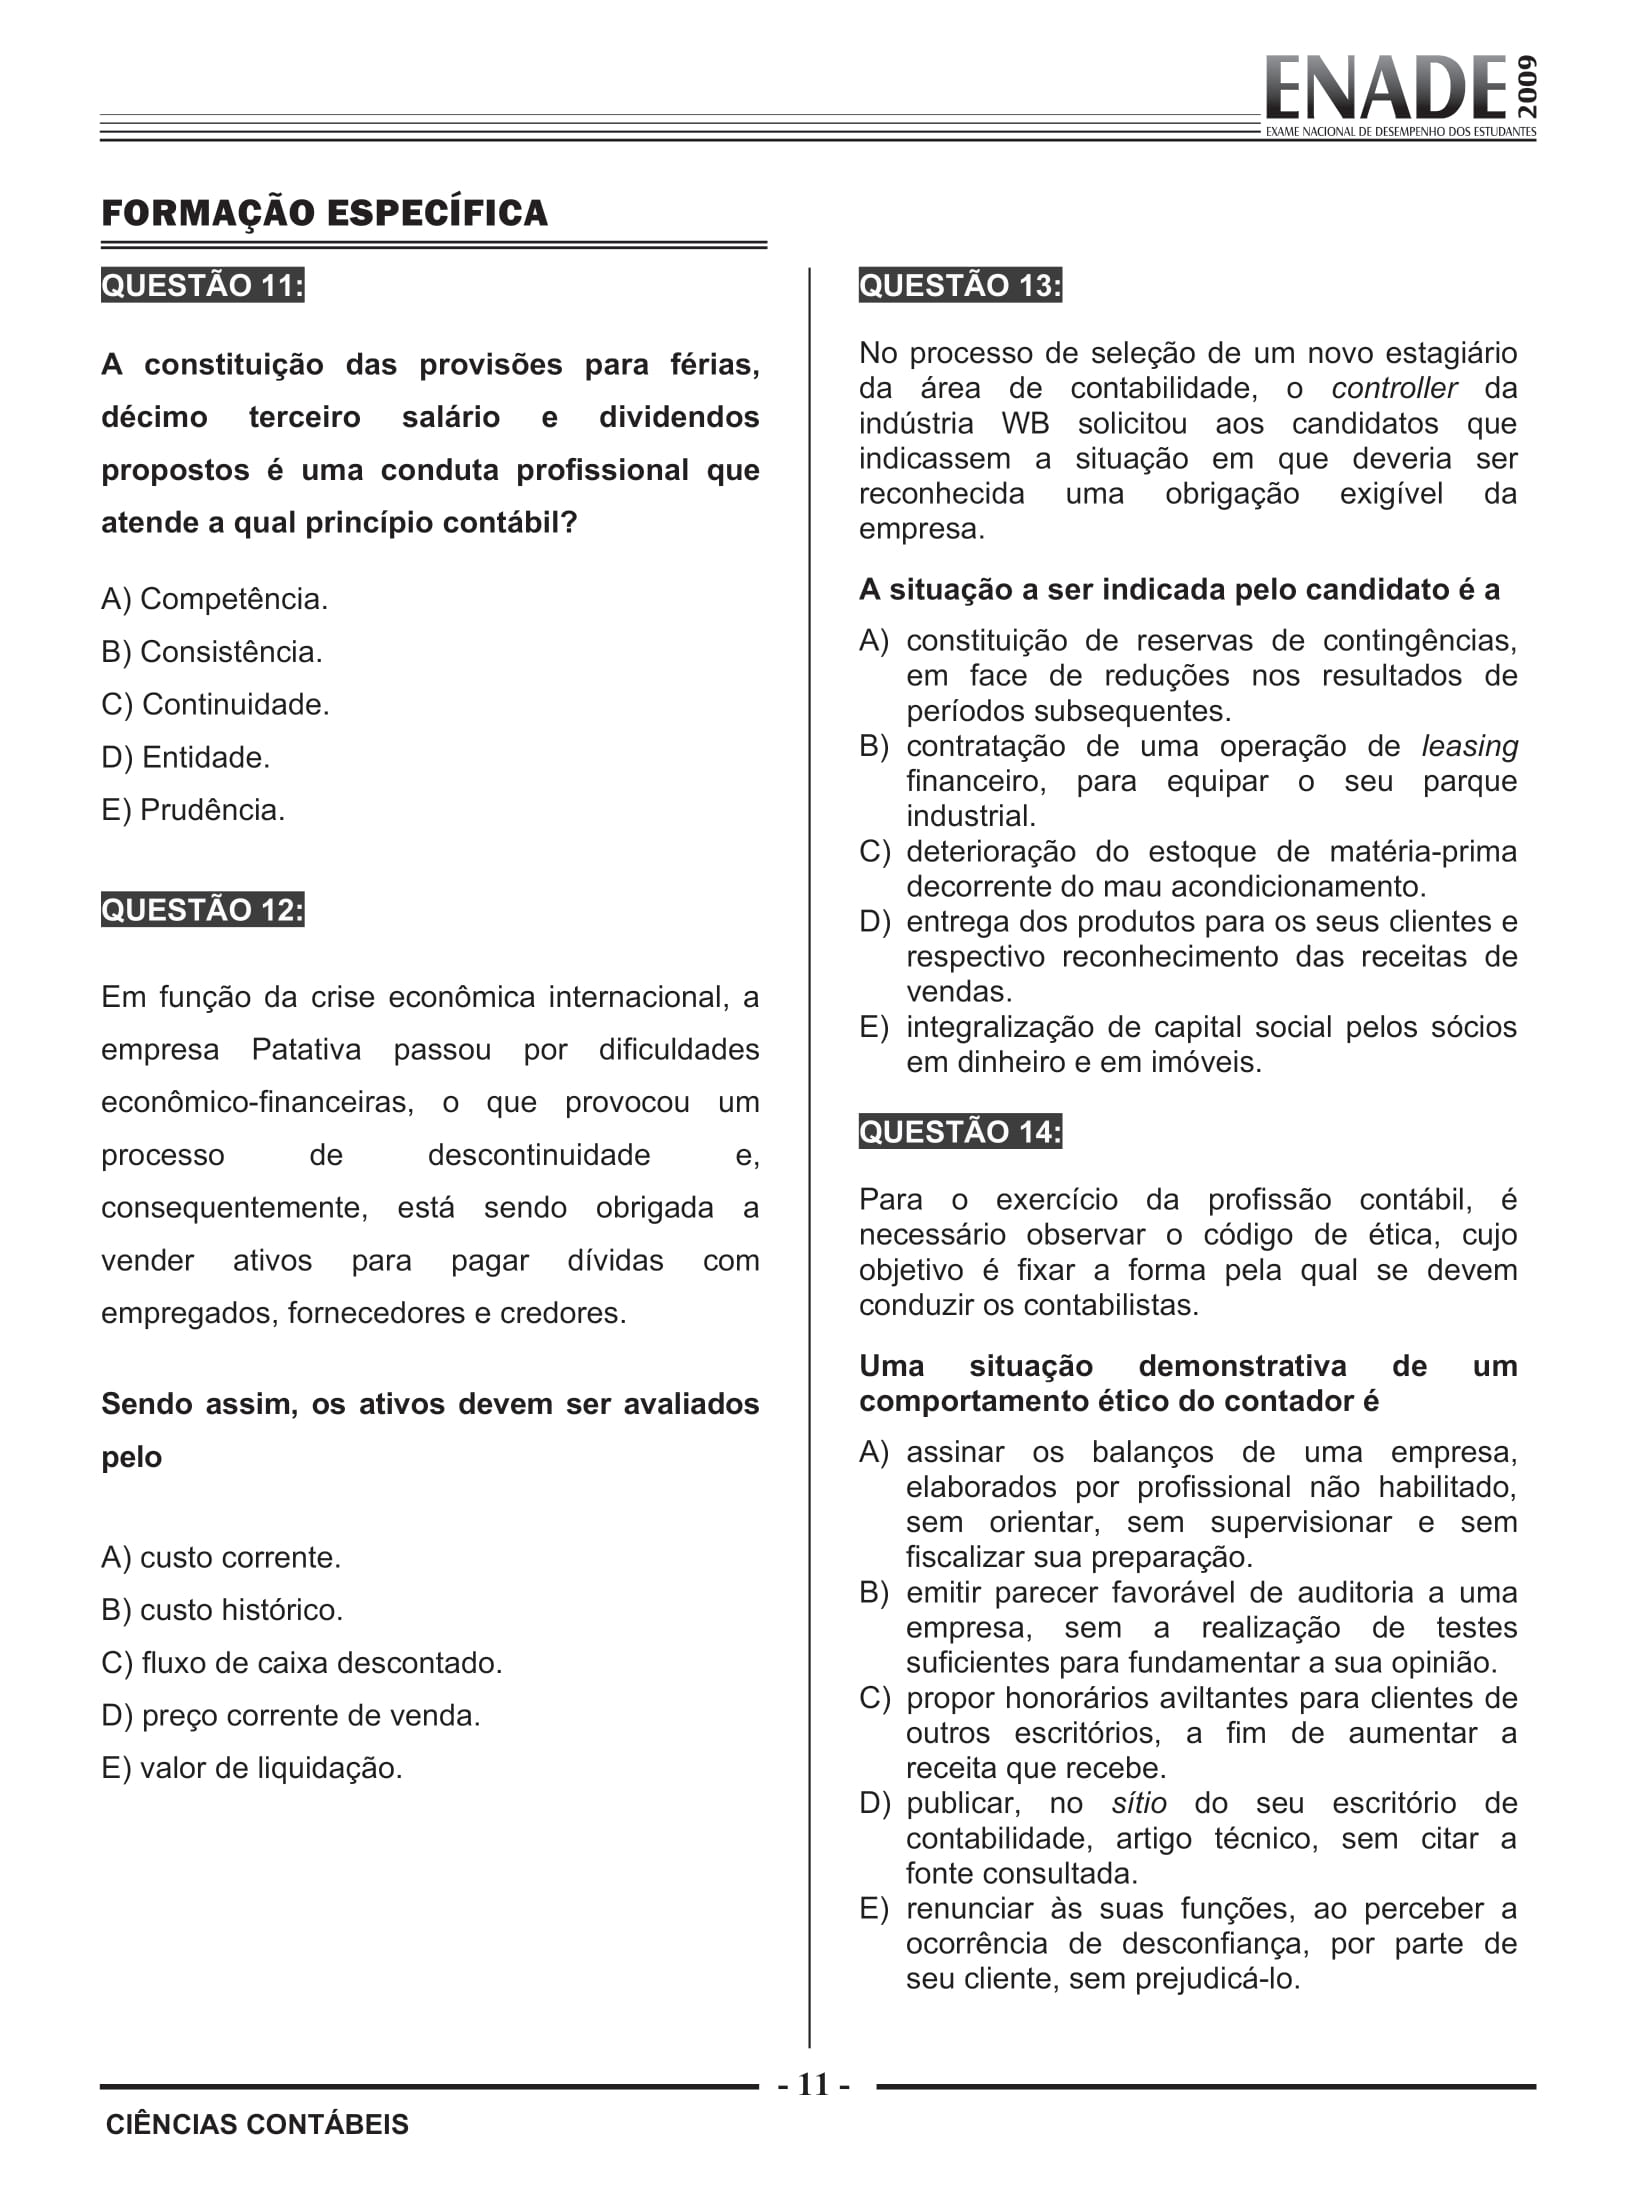 ENADE 2009
EXAME NACIONAL DE DESEMPENHO DOS ESTUDANTES
FORMAÇÃO ESPECÍFICA
QUESTÃO 11:
A constituição das provisões para férias,
décimo terceiro salário e dividendos
propostos é uma conduta profissional que
atende a qual princípio contábil?
A) Competência.
B) Consistência.
C) Continuidade.
D) Entidade.
E) Prudência.
QUESTÃO 12:
Em função da crise econômica internacional, a
empresa Patativa passou por dificuldades
econômico-financeiras, o que provocou um
processo de descontinuidade e,
consequentemente, está sendo obrigada a
vender ativos para pagar dívidas com
empregados, fornecedores e credores.
Sendo assim, os ativos devem ser avaliados
pelo
A) custo corrente.
B) custo histórico.
C) fluxo de caixa descontado.
D) preço corrente de venda.
E) valor de liquidação.
QUESTÃO 13:
No processo de seleção de um novo estagiário
da área de contabilidade, o controller da
indústria WB solicitou aos candidatos que
indicassem a situação em que deveria ser
reconhecida uma obrigação exigível da
empresa.
A situação a ser indicada pelo candidato é a
A) constituição de reservas de contingências,
em face de reduções nos resultados de
períodos subsequentes.
B) contratação de uma operação de leasing
financeiro, para equipar o seu parque
industrial.
C) deterioração do estoque de matéria-prima
decorrente do mau acondicionamento.
D) entrega dos produtos para os seus clientes e
respectivo reconhecimento das receitas de
vendas.
E) integralização de capital social pelos sócios
em dinheiro e em imóveis.
QUESTÃO 14:
Para o exercício da profissão contábil, é
necessário observar o código de ética, cujo
objetivo é fixar a forma pela qual se devem
conduzir os contabilistas.
Uma situação demonstrativa de um
comportamento ético do contador é
A) assinar os balanços de uma empresa,
elaborados por profissional não habilitado,
sem orientar, sem supervisionar e sem
fiscalizar sua preparação.
B) emitir parecer favorável de auditoria a uma
empresa, sem a realização de testes
suficientes para fundamentar a sua opinião.
C) propor honorários aviltantes para clientes de
outros escritórios, a fim de aumentar a
receita que recebe.
D) publicar, no sítio do seu escritório de
contabilidade, artigo técnico, sem citar a
fonte consultada.
E) renunciar às suas funções, ao perceber a
ocorrência de desconfiança, por parte de
seu cliente, sem prejudicá-lo.
- 11 -
CIÊNCIAS CONTÁBEIS